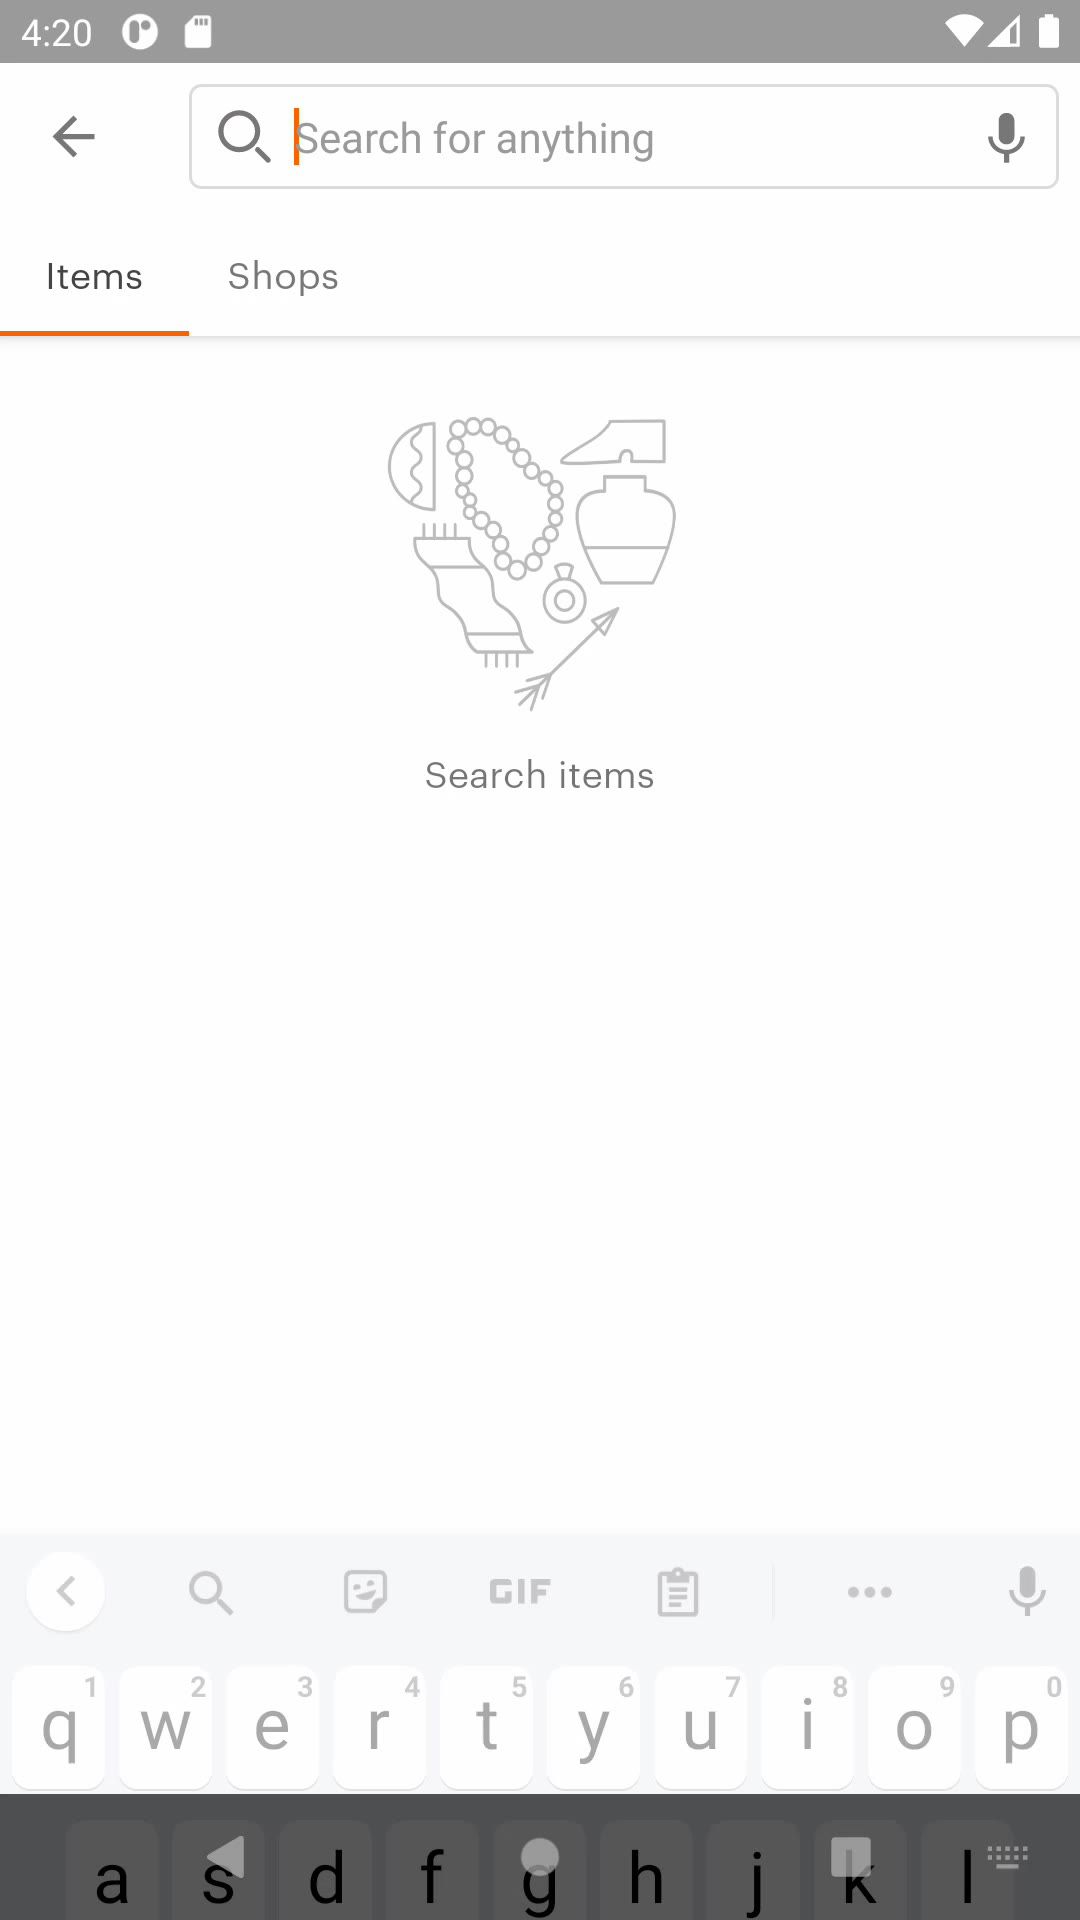 4:20
Search for anything
Items Shops
Search items
GIF
1 2 3 4 5 6 7 8 9 0
q w e r t y u i o p
a s d f g h j k l